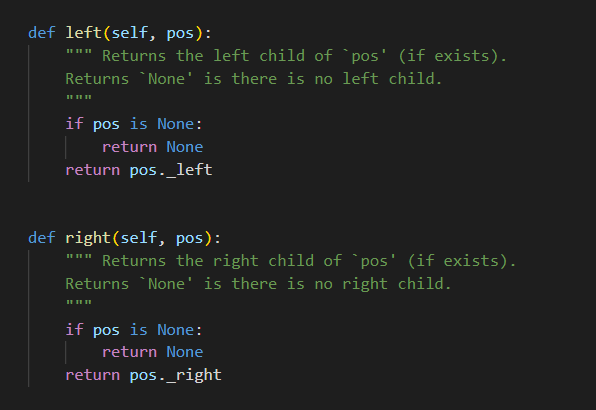 def left(self, pos):
    """ Returns the left child of `pos' (if exists).
    Returns `None' is there is no left child.
    """
    if pos is None:
        return None
    return pos._left
def right(self, pos):
    """ Returns the right child of `pos' (if exists).
    Returns `None' is there is no right child.
    """
    if pos is None:
        return None
    return pos._right